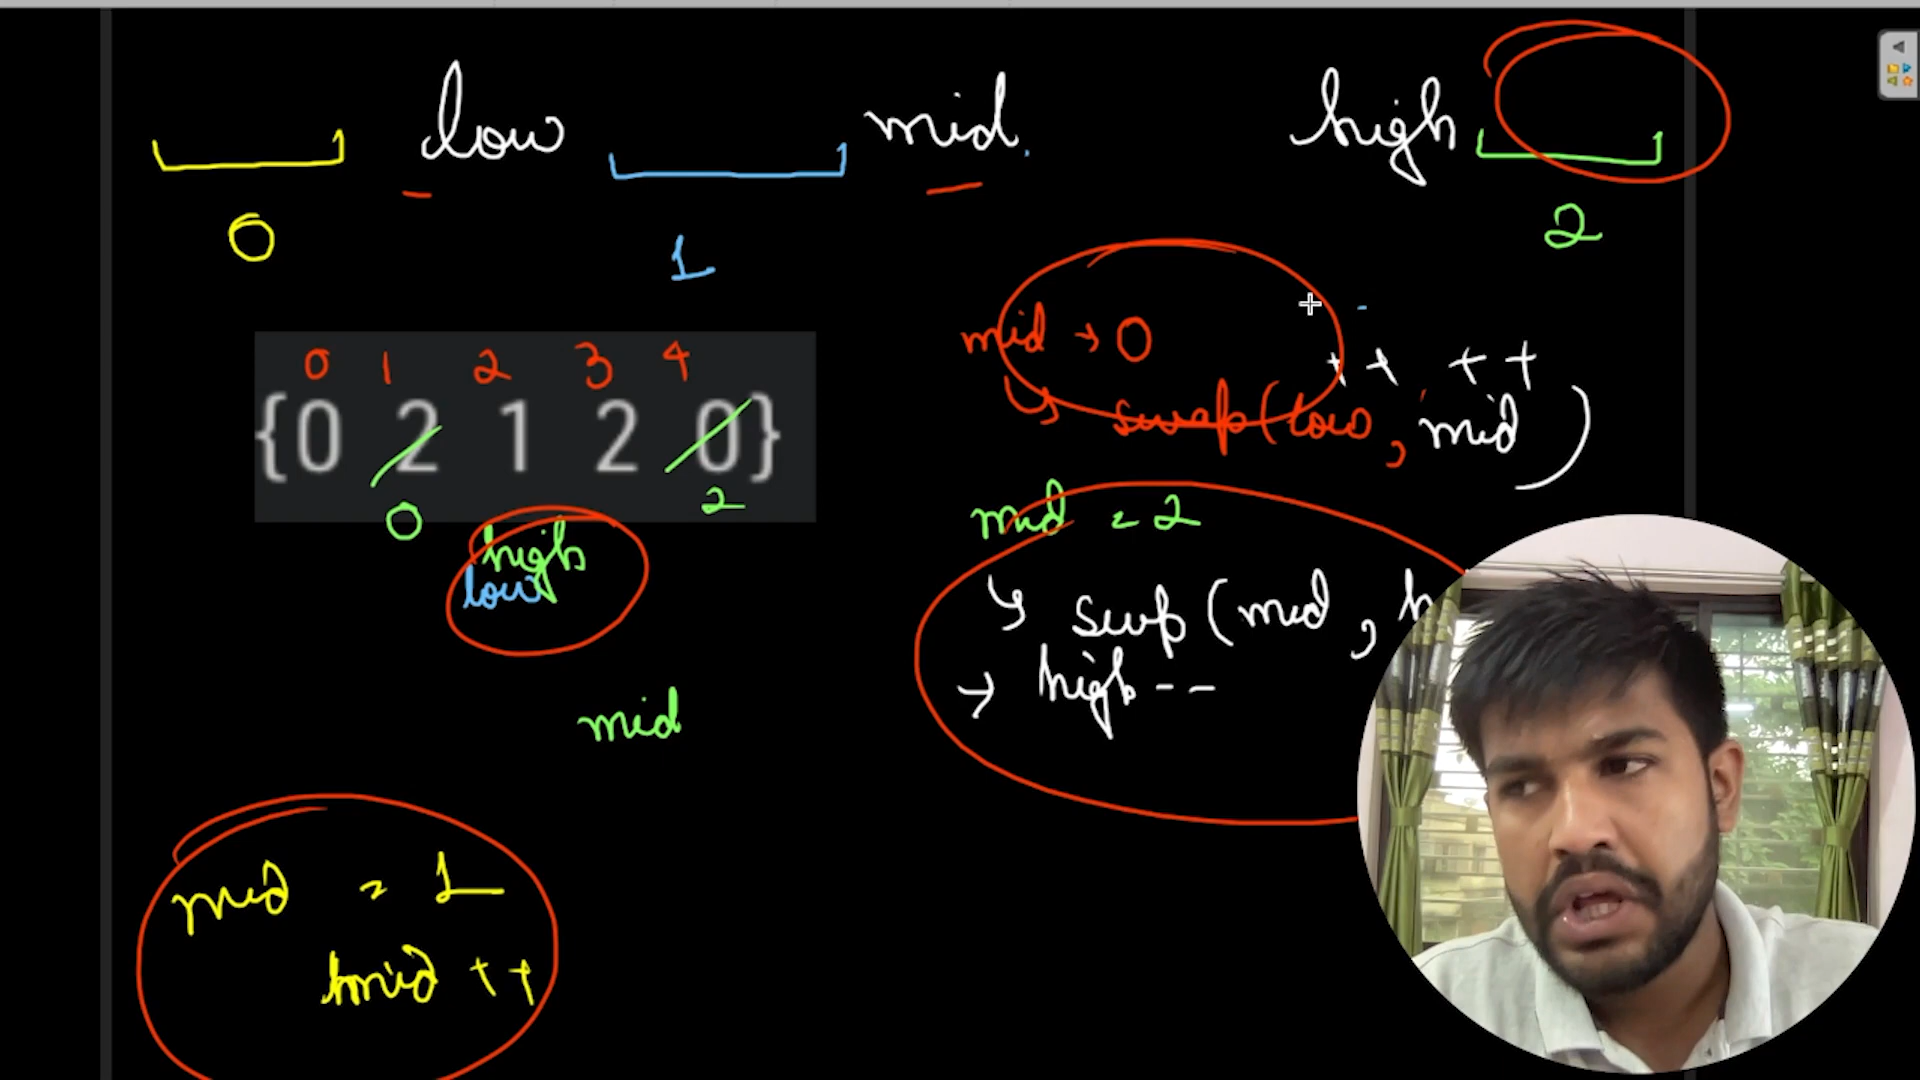 low mid high
0 1 2
mid → 0
++ ++
swap(low, mid)
0 1 2 3 4
{0 2 1 2 0}
0 2
high
low
mid = 2
swp(mid, h
→ high--
mid
mid = 1
mid ++